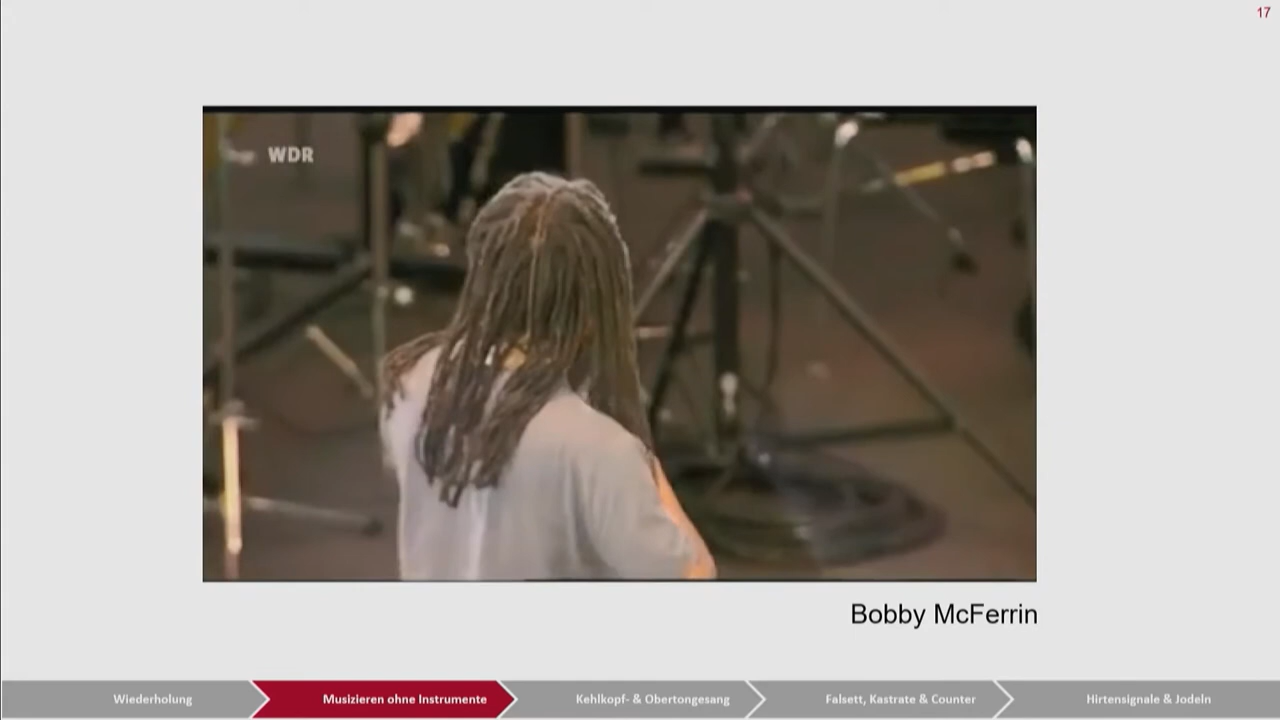 17
WDR
Bobby McFerrin
Wiederholung
Musizieren ohne Instrumente
Kehlkopf- & Obertongesang
Falsett, Kastrate & Counter
Hirtensignale & Jodeln